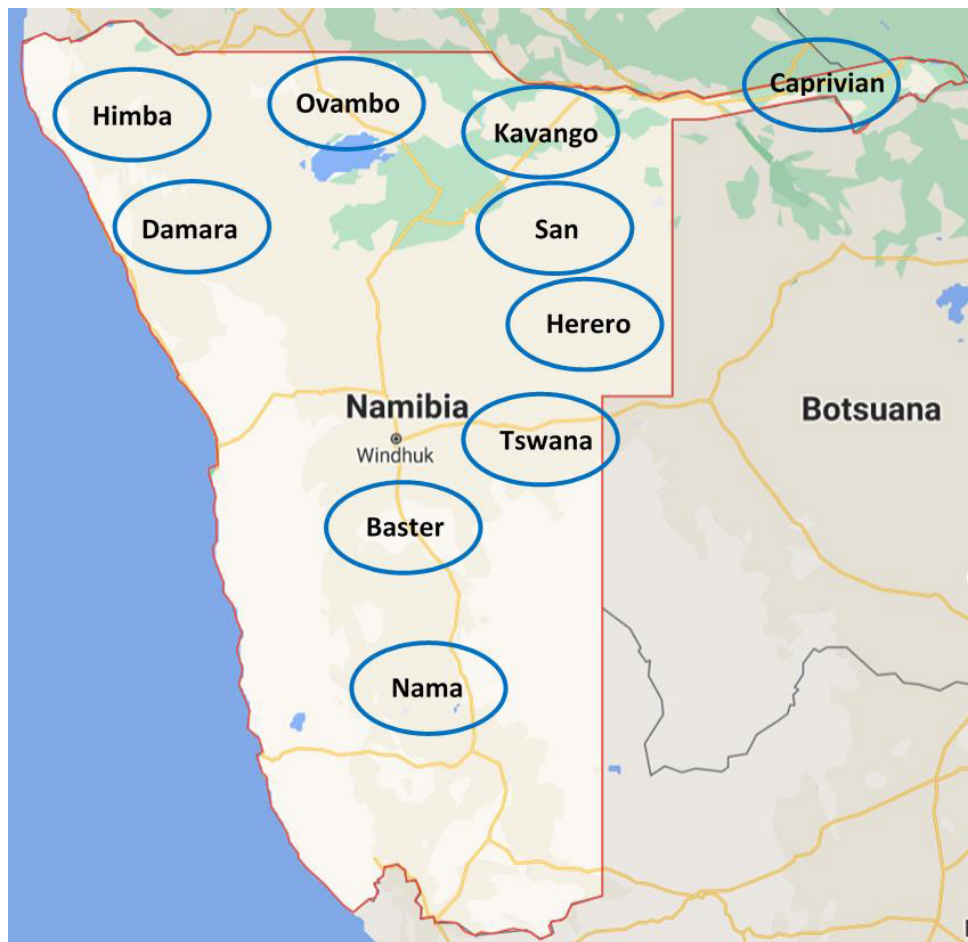 Caprivian
Ovambo
Himba
Kavango
Damara
San
Herero
Namibia
Botsuana
Tswana
Windhuk
Baster
Nama